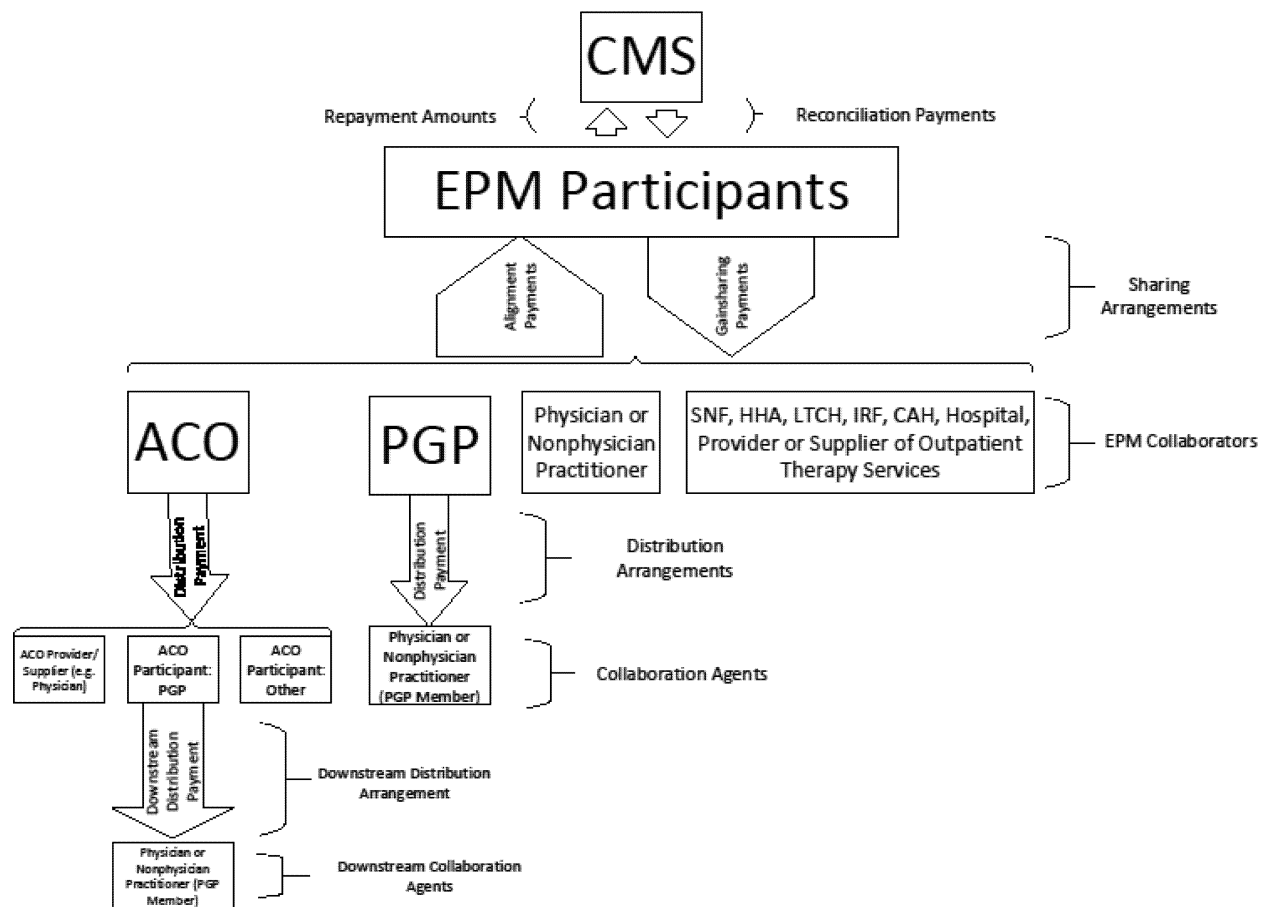 CMS
Repayment Amounts
Reconciliation Payments
EPM Participants
Alignment
Payments
Gainsharing
Payments
Sharing
Arrangements
ACO
PGP
Physician or
Nonphysician
Practitioner
SNF, HHA, LTCH, IRF, CAH, Hospital,
Provider or Supplier of Outpatient
Therapy Services
EPM Collaborators
Distribution
Payment
Distribution
Payment
Distribution
Arrangements
ACO Provider/
Supplier (e.g.
Physician)
ACO
Participant:
PGP
ACO
Participant:
Other
Physician or
Nonphysician
Practitioner
(PGP Member)
Collaboration Agents
Downstream
Distribution
Payment
Downstream Distribution
Arrangement
Physician or
Nonphysician
Practitioner (PGP
Member)
Downstream Collaboration
Agents